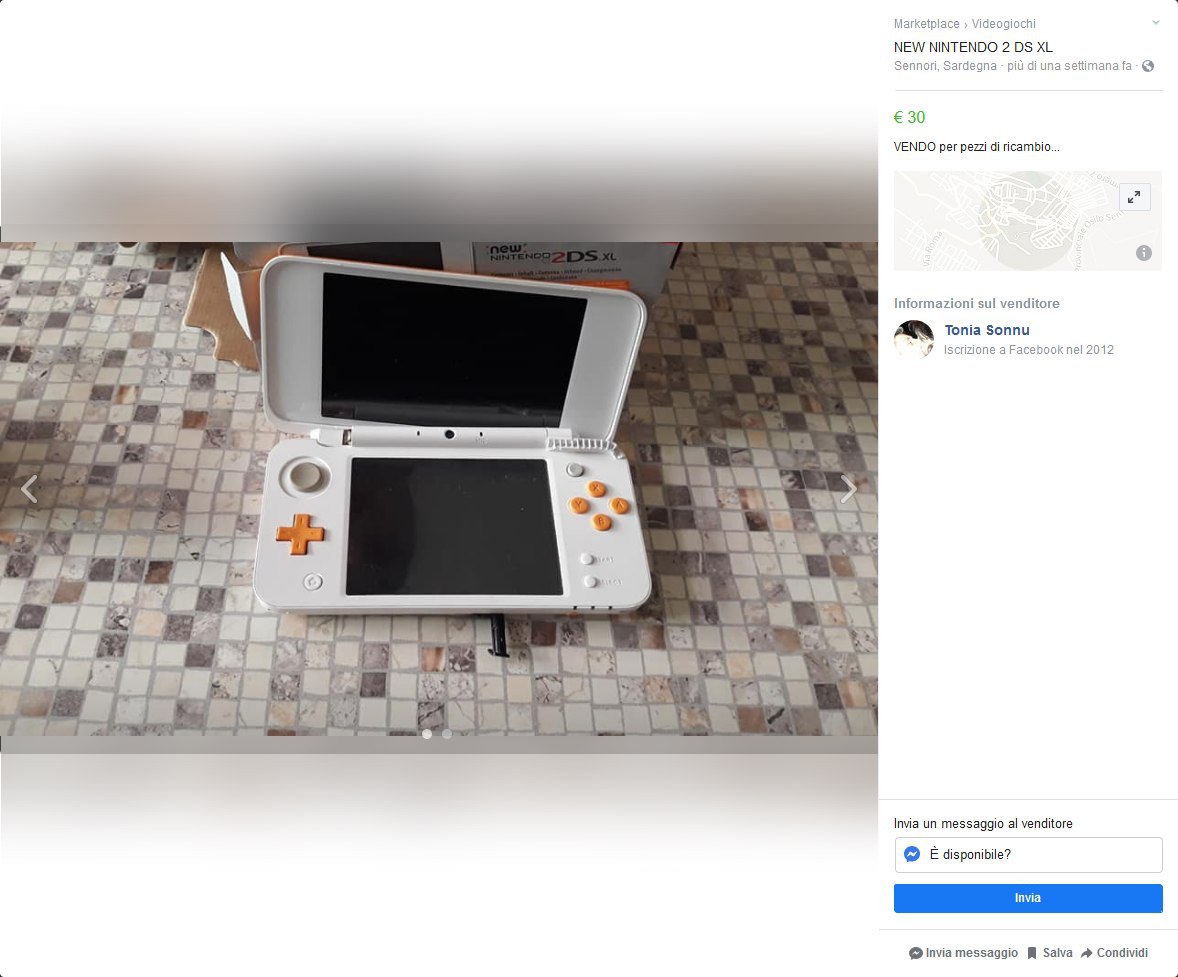 Marketplace › Videogiochi
NEW NINTENDO 2 DS XL
Sennori, Sardegna · più di una settimana fa ·
€ 30
VENDO per pezzi di ricambio...
Via Roma
Informazioni sul venditore
Tonia Sonnu
Iscrizione a Facebook nel 2012
new
NINTENDO 2DS XL
X
Y
A
B
Invia un messaggio al venditore
È disponibile?
Invia
Invia messaggio
Salva
Condividi